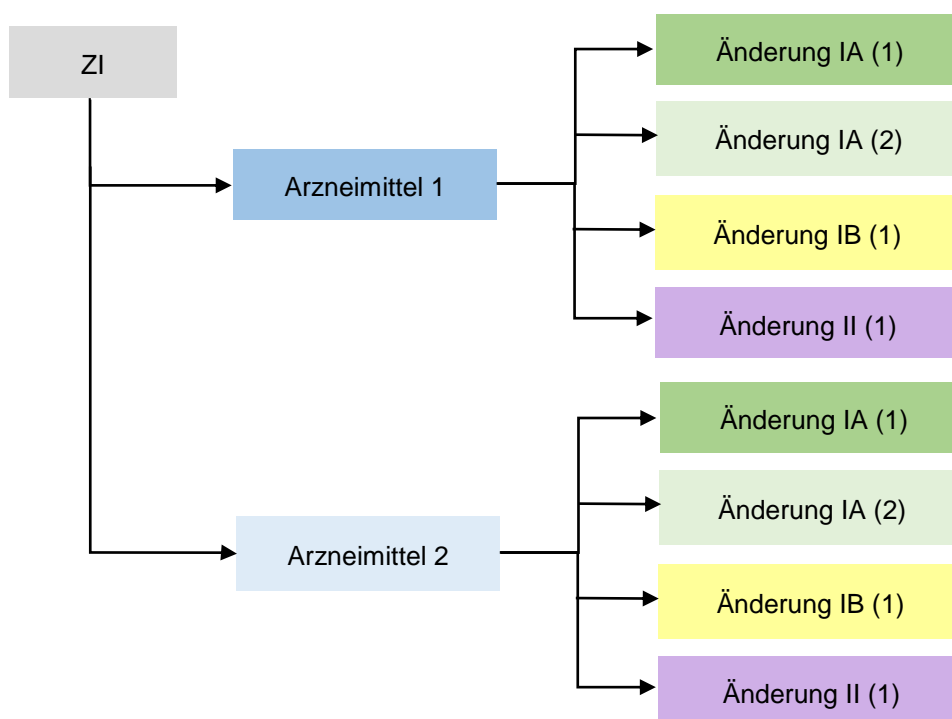 ZI
Arzneimittel 1
Änderung IA (1)
Änderung IA (2)
Änderung IB (1)
Änderung II (1)
Arzneimittel 2
Änderung IA (1)
Änderung IA (2)
Änderung IB (1)
Änderung II (1)